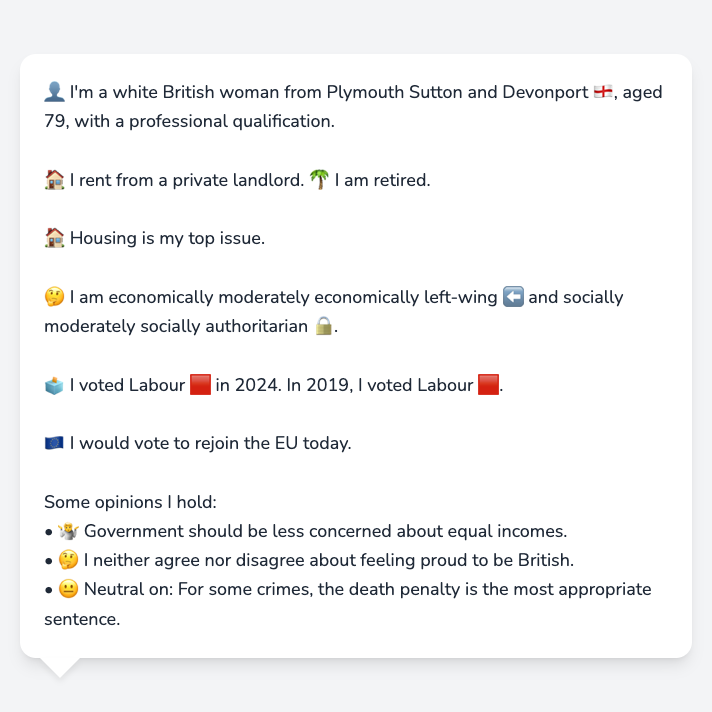 👤 I'm a white British woman from Plymouth Sutton and Devonport 🏴󠁧󠁢󠁥󠁮󠁧󠁿, aged
79, with a professional qualification.
🏠 I rent from a private landlord. 🌴 I am retired.
🏠 Housing is my top issue.
🤔 I am economically moderately economically left-wing ⬅️ and socially
moderately socially authoritarian 🔒.
🗳️ I voted Labour 🟥 in 2024. In 2019, I voted Labour 🟥.
🇪🇺 I would vote to rejoin the EU today.
Some opinions I hold:
• 🤷 Government should be less concerned about equal incomes.
• 🤔 I neither agree nor disagree about feeling proud to be British.
• 😐 Neutral on: For some crimes, the death penalty is the most appropriate
sentence.